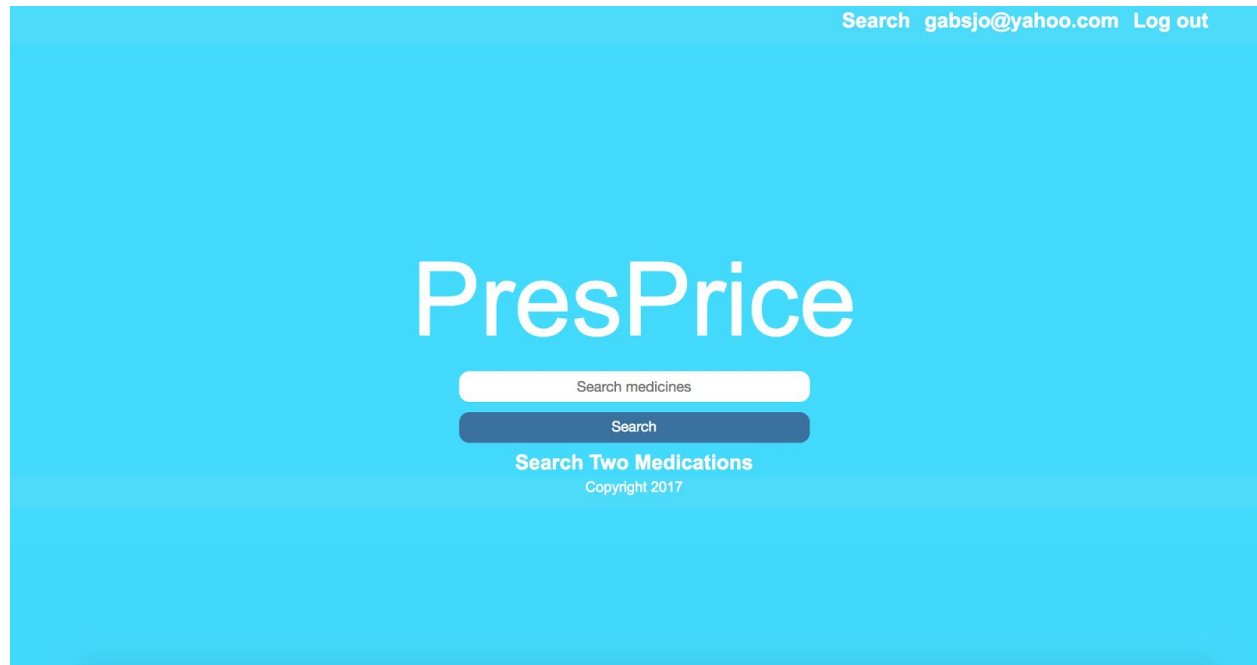 Search gabsjo@yahoo.com Log out
PresPrice
Search medicines
Search
Search Two Medications
Copyright 2017